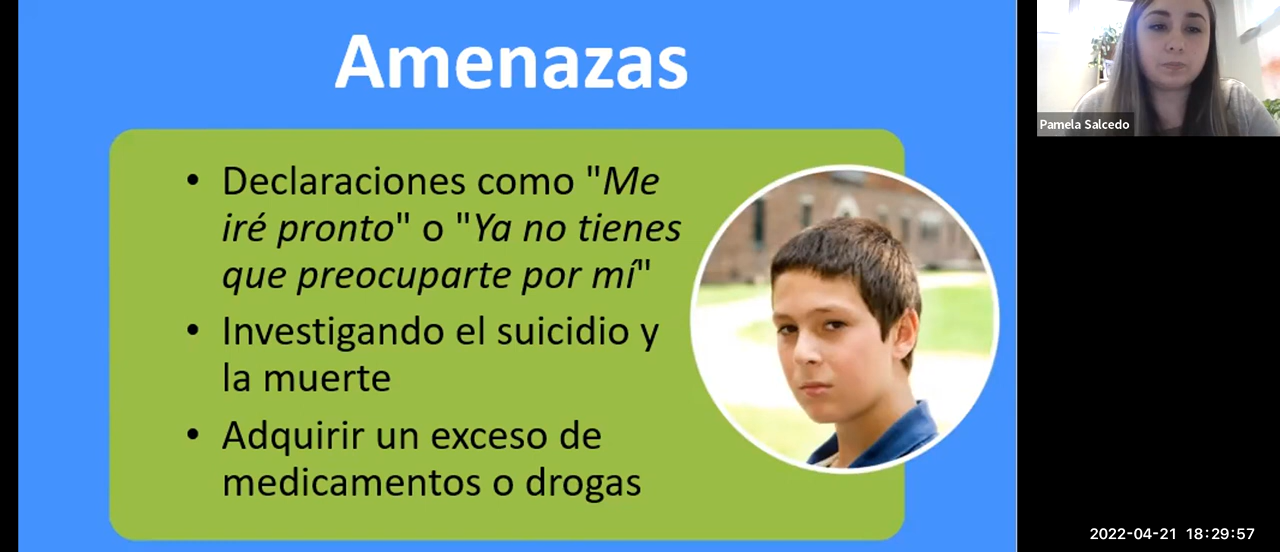 Amenazas
• Declaraciones como "Me
iré pronto" o "Ya no tienes
que preocuparte por mí"
• Investigando el suicidio y
la muerte
• Adquirir un exceso de
medicamentos o drogas
Pamela Salcedo
2022-04-21 18:29:57